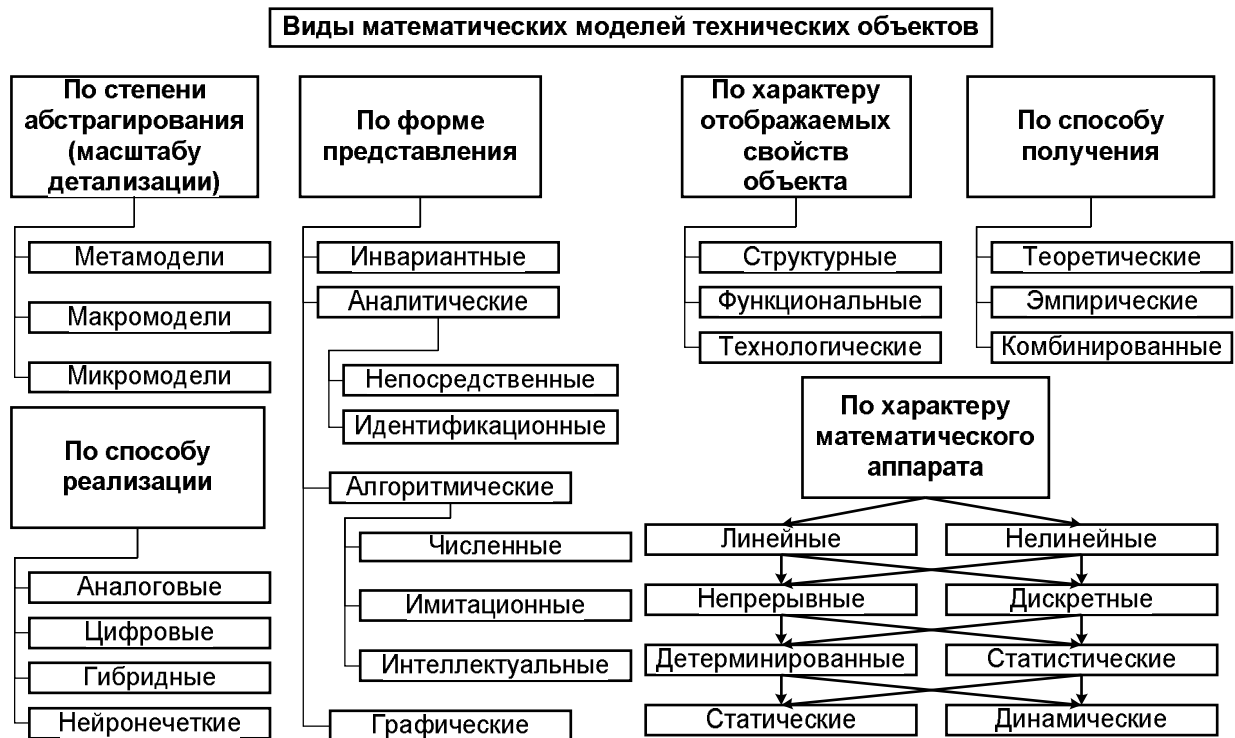 Виды математических моделей технических объектов
По степени
абстрагирования
(масштабу
детализации)
Метамодели
Макромодели
Микромодели
По способу
реализации
Аналоговые
Цифровые
Гибридные
Нейронечеткие
По форме
представления
Инвариантные
Аналитические
Непосредственные
Идентификационные
Алгоритмические
Численные
Имитационные
Интеллектуальные
Графические
По характеру
отображаемых
свойств
объекта
Структурные
Функциональные
Технологические
По способу
получения
Теоретические
Эмпирические
Комбинированные
По характеру
математического
аппарата
Линейные
Нелинейные
Непрерывные
Дискретные
Детерминированные
Статистические
Статические
Динамические